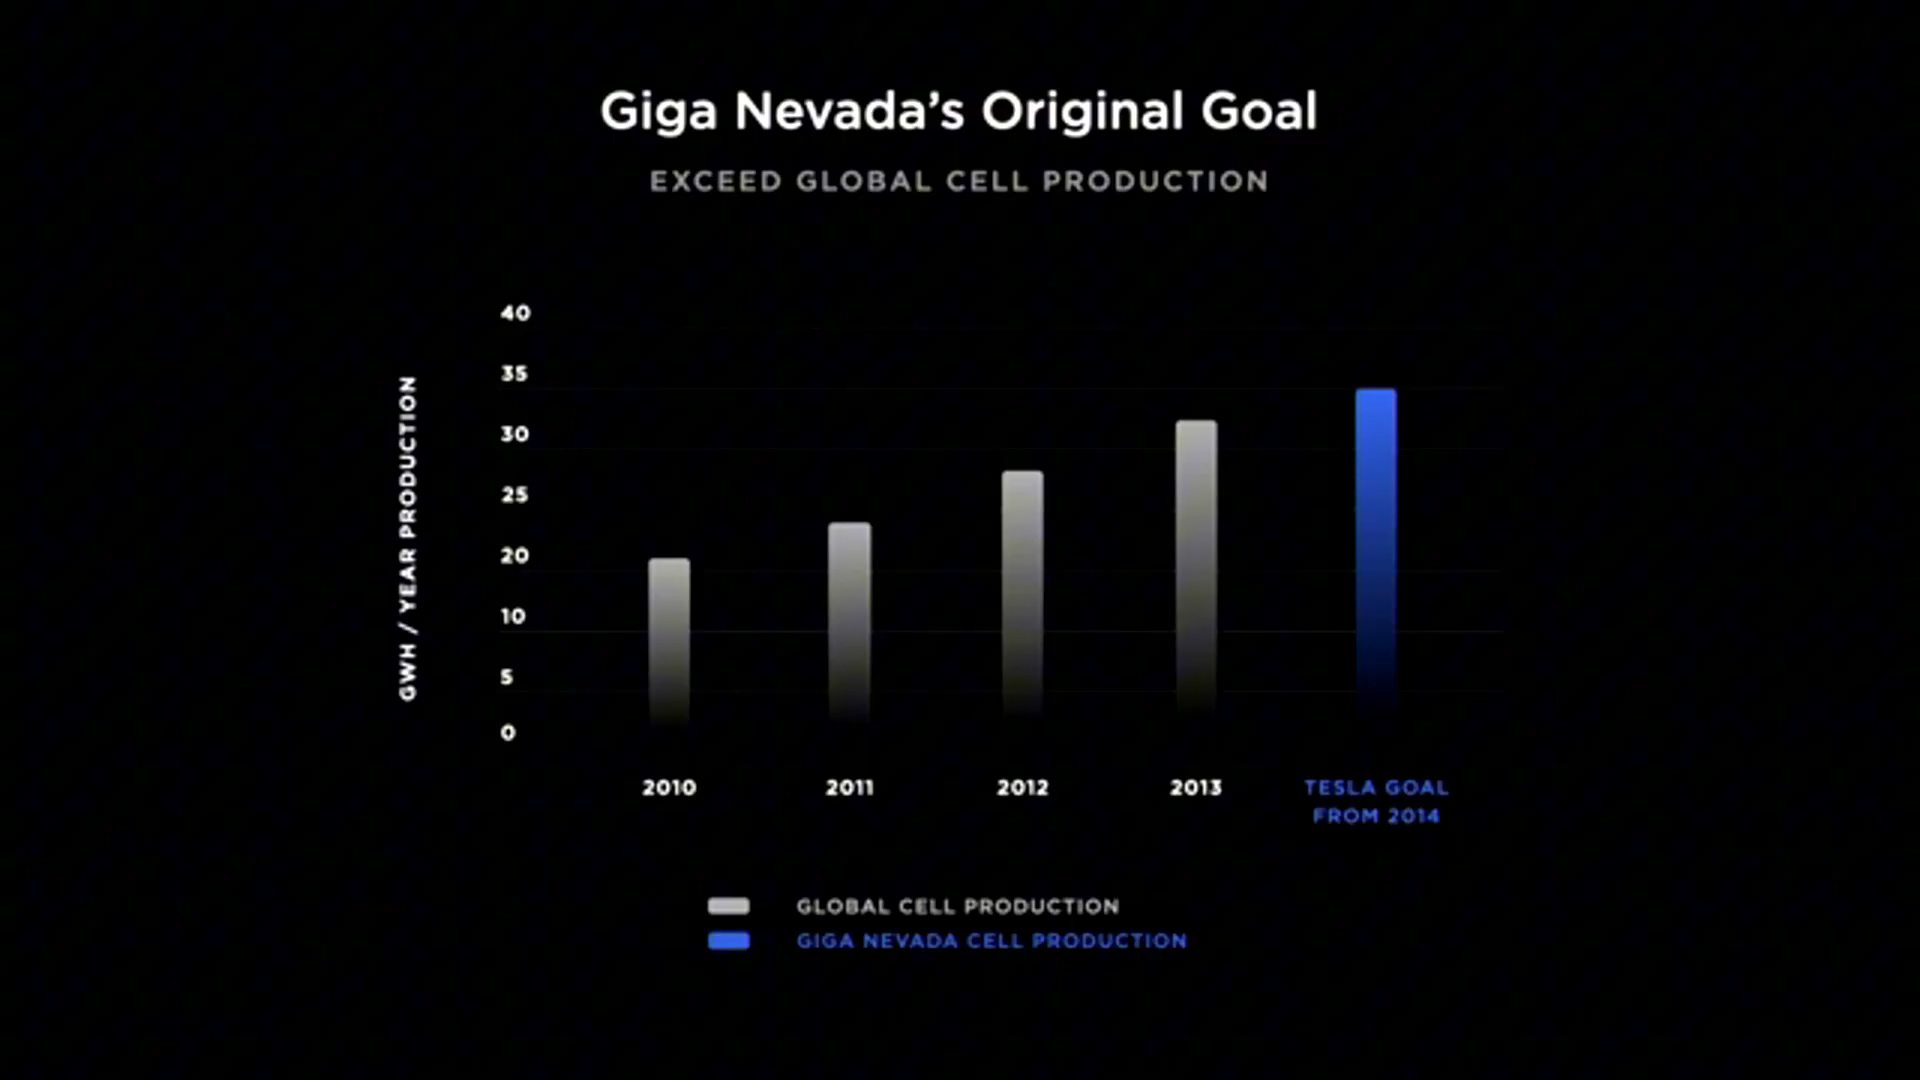 Giga Nevada’s Original Goal
EXCEED GLOBAL CELL PRODUCTION
GWH / YEAR PRODUCTION
40
35
30
25
20
10
5
0
2010
2011
2012
2013
TESLA GOAL
FROM 2014
GLOBAL CELL PRODUCTION
GIGA NEVADA CELL PRODUCTION